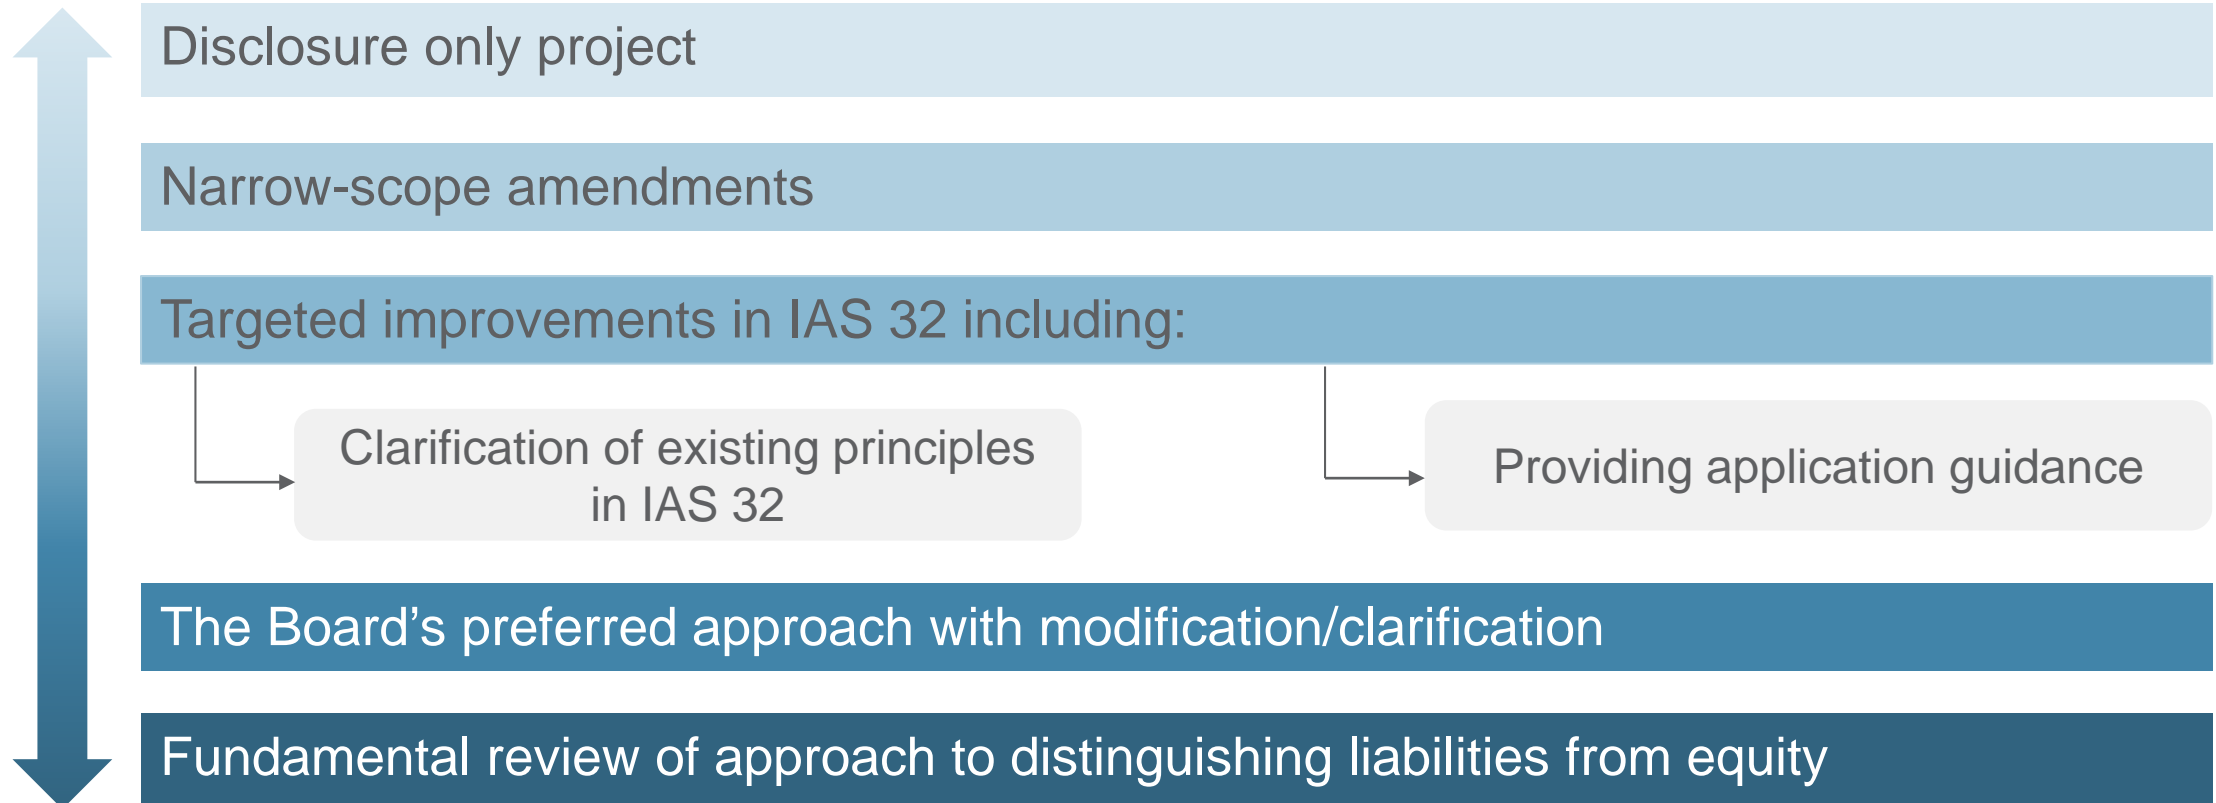 Disclosure only project
Narrow-scope amendments
Targeted improvements in IAS 32 including:
Clarification of existing principles
in IAS 32
Providing application guidance
The Board’s preferred approach with modification/clarification
Fundamental review of approach to distinguishing liabilities from equity